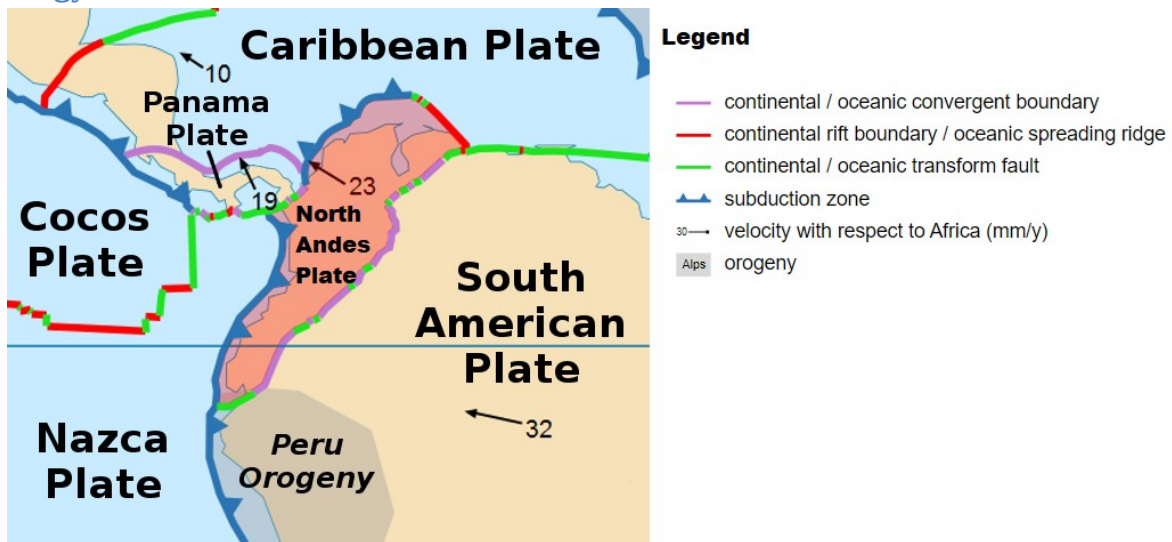 Caribbean Plate
10
Panama
Plate
19
23
Cocos
Plate
North
Andes
Plate
South
American
Plate
32
Nazca
Plate
Peru
Orogeny
Legend
continental / oceanic convergent boundary
continental rift boundary / oceanic spreading ridge
continental / oceanic transform fault
subduction zone
30 velocity with respect to Africa (mm/y)
Alps orogeny